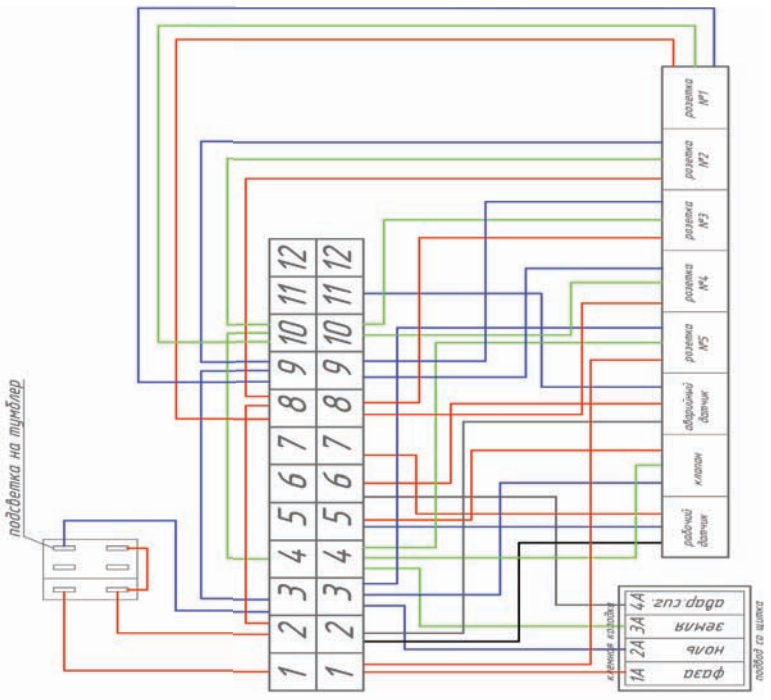 подсветка на тумблер
12 11 10 9 8 7 6 5 4 3 2 1
12 11 10 9 8 7 6 5 4 3 2 1
розетка
№1
розетка
№2
розетка
№3
розетка
№4
розетка
№5
аварийный
датчик
клапан
рабочий
датчик
клемная колодка
4А авар.сиг.
3А земля
2А ноль
1А фаза
подвод со щитка